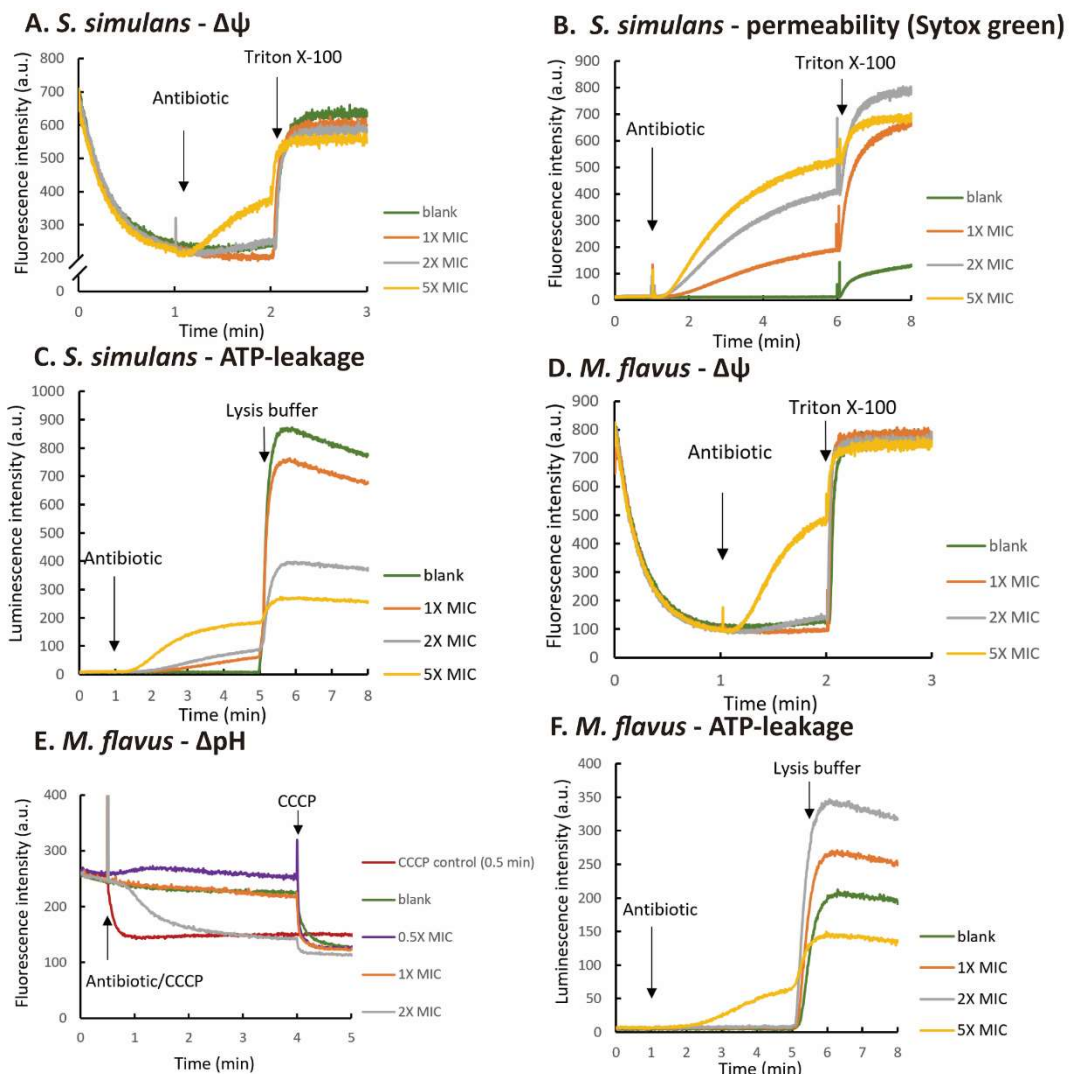 A. S. simulans - Δψ
Fluorescence intensity (a.u.)
800
700
600
500
400
300
200
0
Antibiotic
Triton X-100
blank
1X MIC
2X MIC
5X MIC
0 1 2 3
Time (min)
B. S. simulans - permeability (Sytox green)
Fluorescence intensity (a.u.)
900
800
700
600
500
400
300
200
100
0
Antibiotic
Triton X-100
blank
1X MIC
2X MIC
5X MIC
0 2 4 6 8
Time (min)
C. S. simulans - ATP-leakage
Luminescence intensity (a.u.)
1000
900
800
700
600
500
400
300
200
100
0
Antibiotic
Lysis buffer
blank
1X MIC
2X MIC
5X MIC
0 1 2 3 4 5 6 7 8
Time (min)
D. M. flavus - Δψ
Fluorescence intensity (a.u.)
900
800
700
600
500
400
300
200
100
0
Antibiotic
Triton X-100
blank
1X MIC
2X MIC
5X MIC
0 1 2 3
Time (min)
E. M. flavus - ΔpH
Fluorescence intensity (a.u.)
400
300
200
100
0
CCCP
Antibiotic/CCCP
CCCP control (0.5 min)
blank
0.5X MIC
1X MIC
2X MIC
0 1 2 3 4 5
Time (min)
F. M. flavus - ATP-leakage
Luminescence intensity (a.u.)
400
350
300
250
200
150
100
50
0
Antibiotic
Lysis buffer
blank
1X MIC
2X MIC
5X MIC
0 1 2 3 4 5 6 7 8
Time (min)